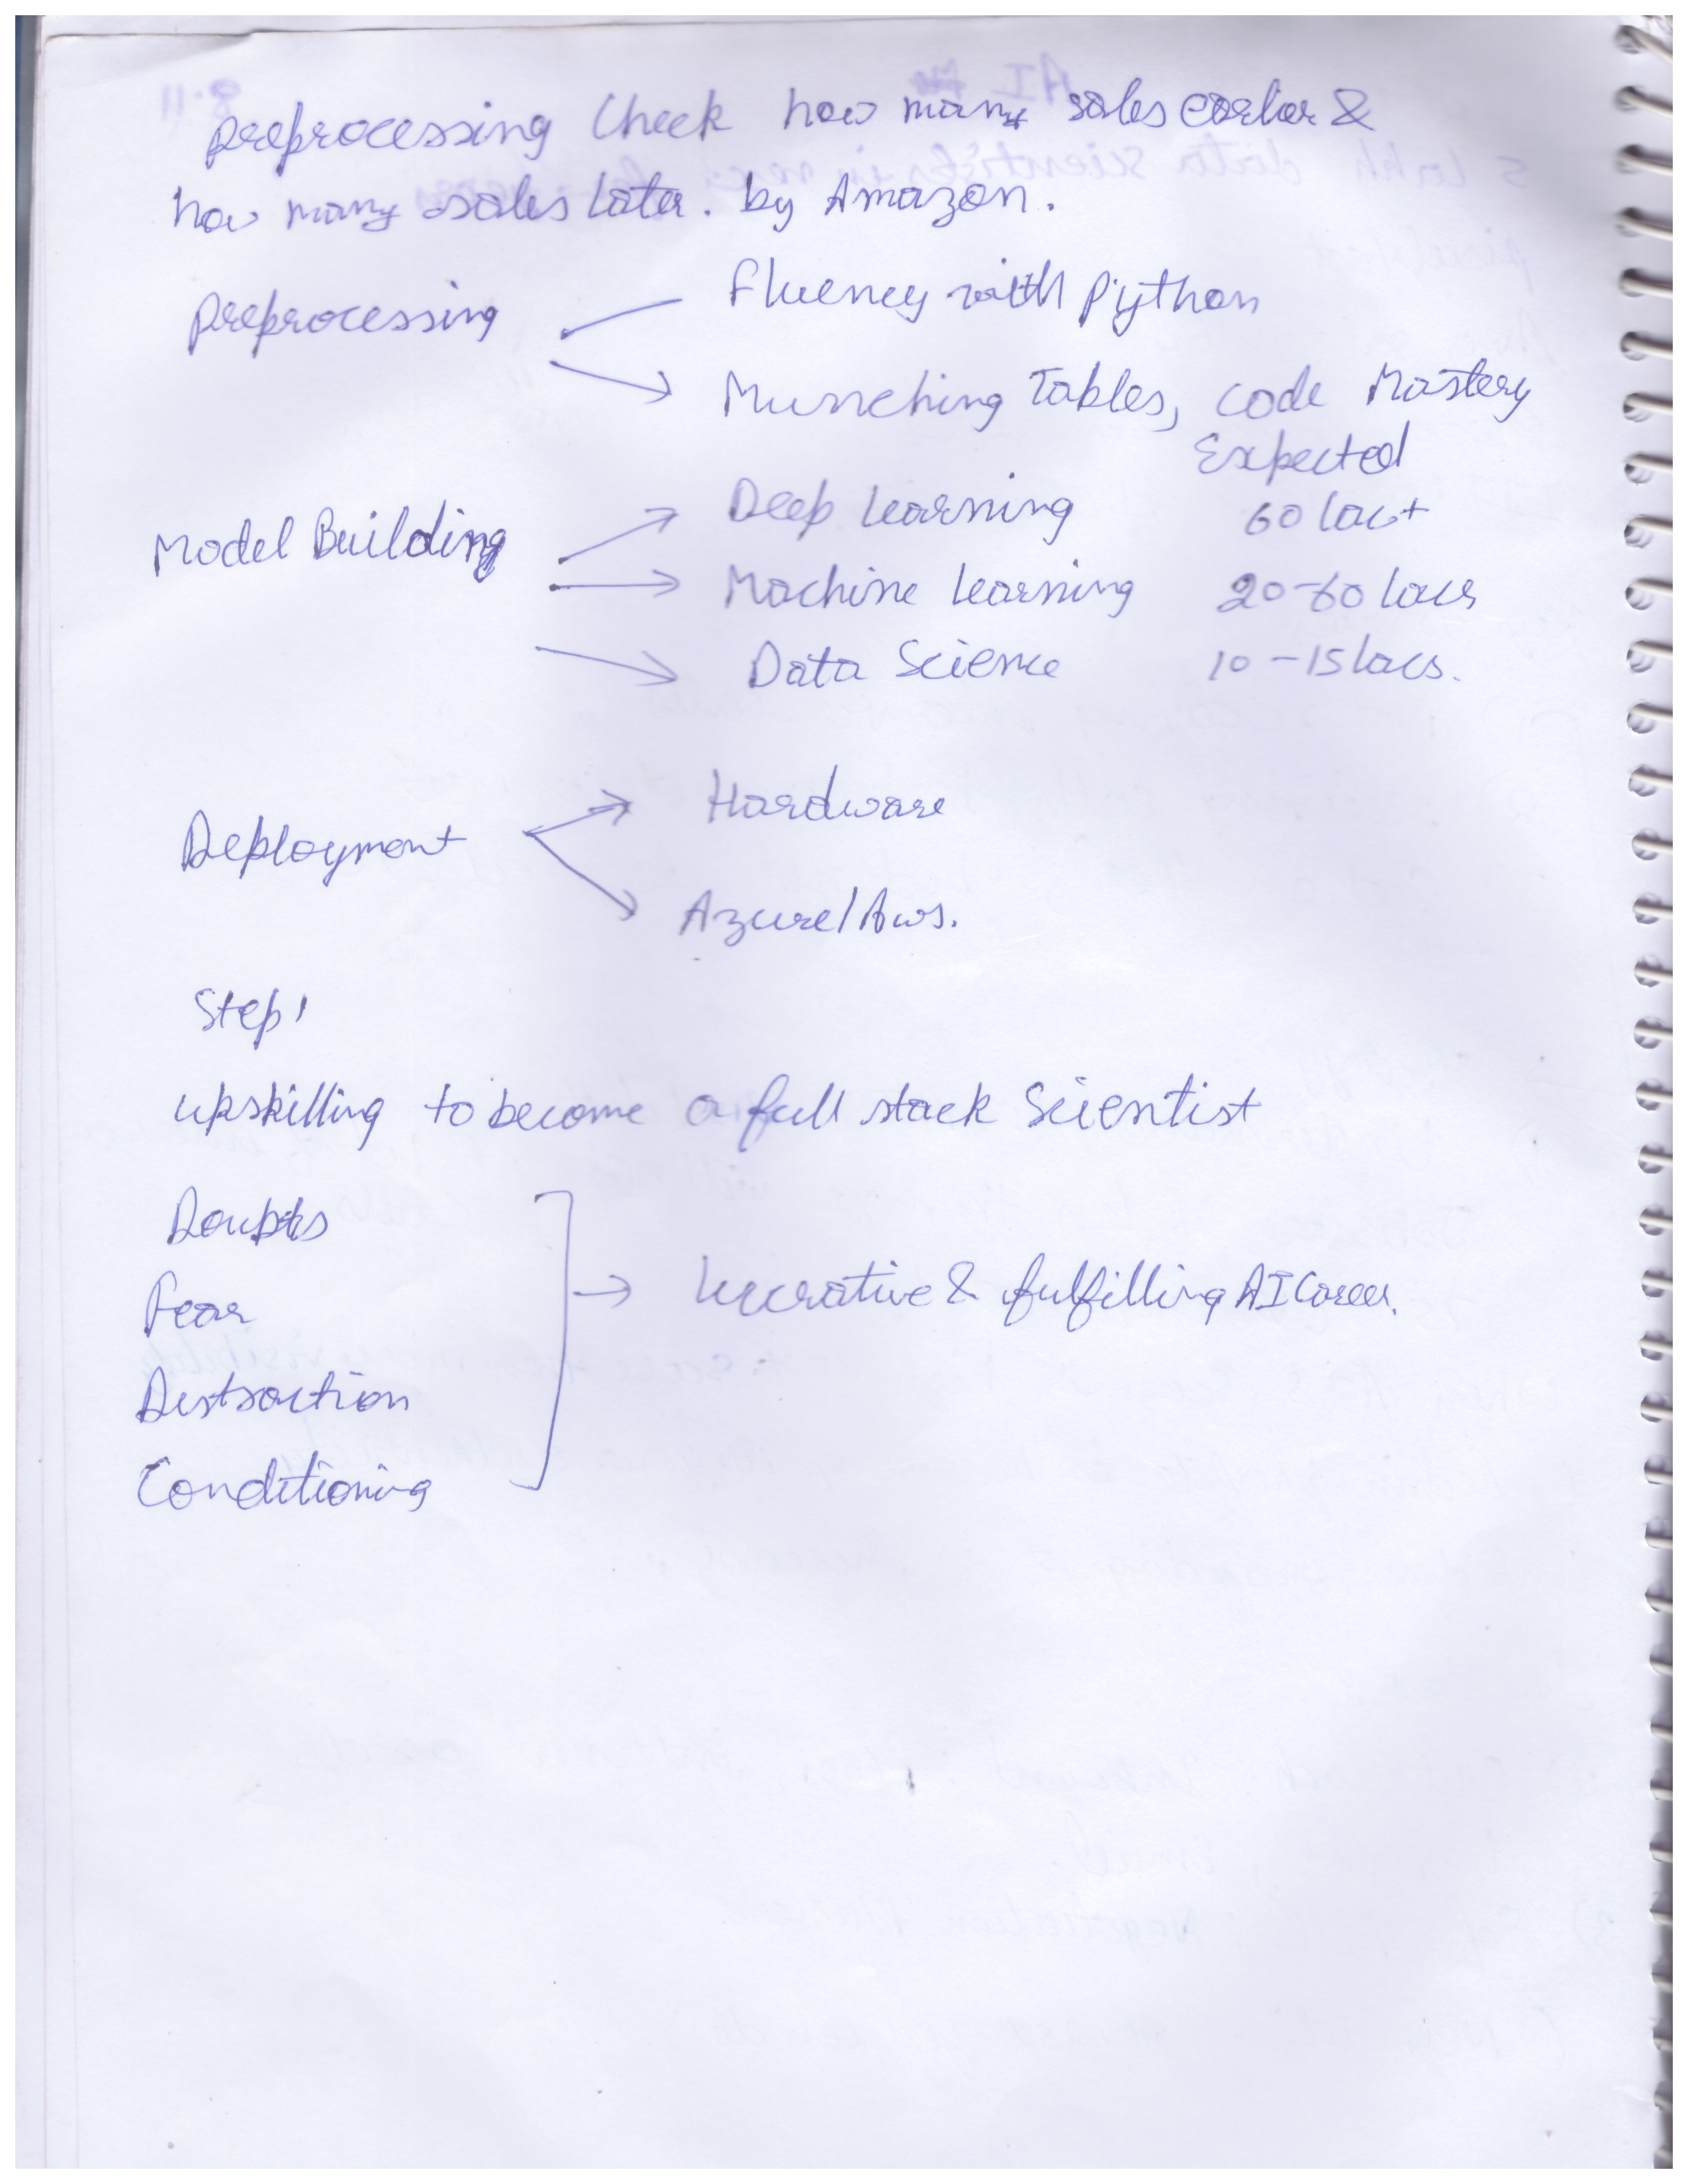 preprocessing Check how many sales earlier &
how many sales later. by Amazon.
preprocessing
Fluency with Python
Munching Tables, code Mastery
Expected
Model Building
Deep Learning 60 lac+
Machine Learning 20-60 lacs
Data Science 10-15 lacs.
Deployment
Hardware
Azure/Aws.
Step 1
upskilling to become a full stack Scientist
Doubts
Fear
Distraction
Conditioning
Lucrative & fulfilling AI Career.